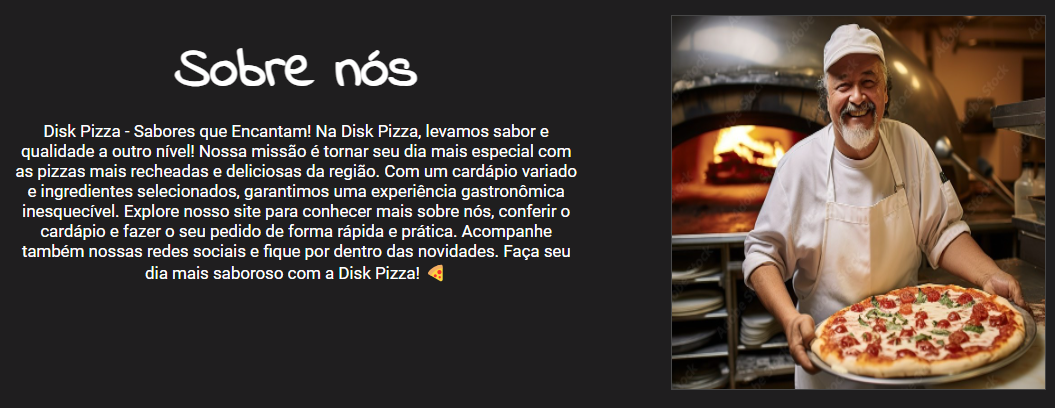 Sobre nós
Disk Pizza - Sabores que Encantam! Na Disk Pizza, levamos sabor e
qualidade a outro nível! Nossa missão é tornar seu dia mais especial com
as pizzas mais recheadas e deliciosas da região. Com um cardápio variado
e ingredientes selecionados, garantimos uma experiência gastronômica
inesquecível. Explore nosso site para conhecer mais sobre nós, conferir o
cardápio e fazer o seu pedido de forma rápida e prática. Acompanhe
também nossas redes sociais e fique por dentro das novidades. Faça seu
dia mais saboroso com a Disk Pizza! 🍕